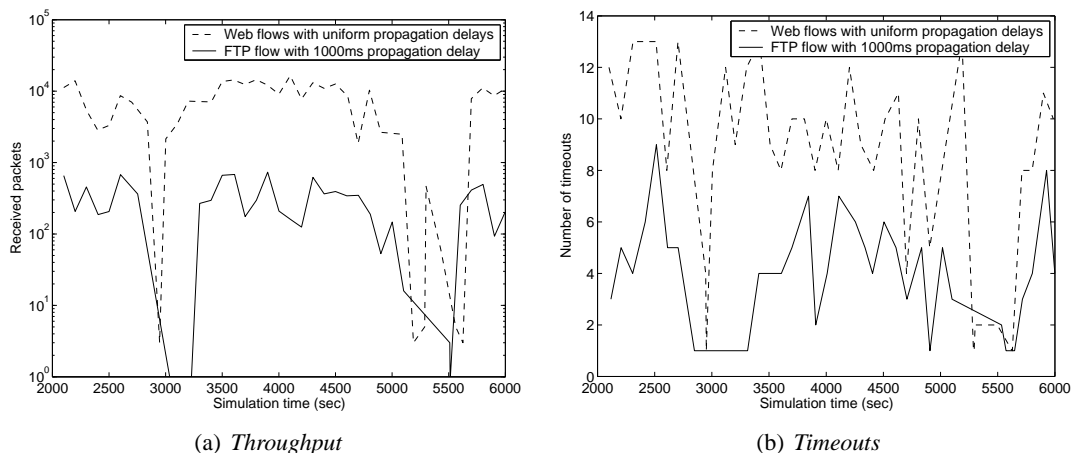 10^5
10^4
10^3
10^2
10^1
10^0
Received packets
Web flows with uniform propagation delays
FTP flow with 1000ms propagation delay
2000 2500 3000 3500 4000 4500 5000 5500 6000
Simulation time (sec)
(a) Throughput
14
12
10
8
6
4
2
0
Number of timeouts
Web flows with uniform propagation delays
FTP flow with 1000ms propagation delay
2000 2500 3000 3500 4000 4500 5000 5500 6000
Simulation time (sec)
(b) Timeouts